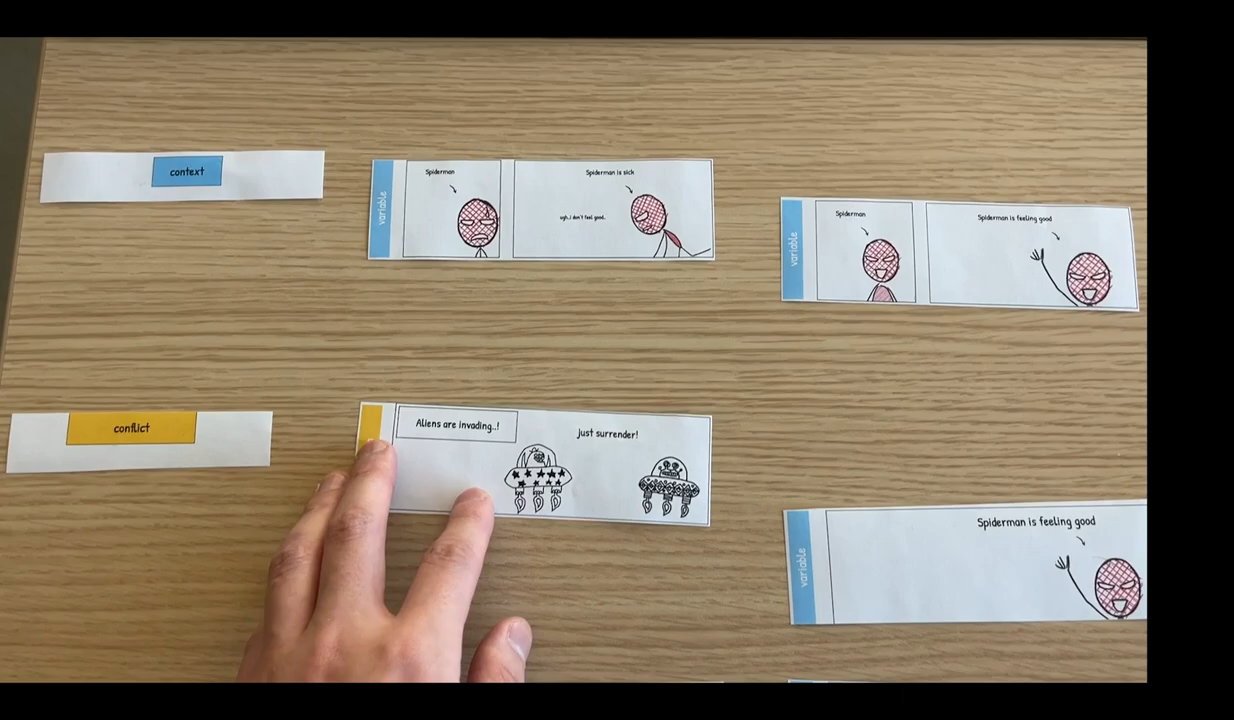 context
variable
Spiderman
Spiderman is sick
ugh..i don't feel good..
variable
Spiderman
Spiderman is feeling good
conflict
Aliens are invading..!
just surrender!
variable
Spiderman is feeling good